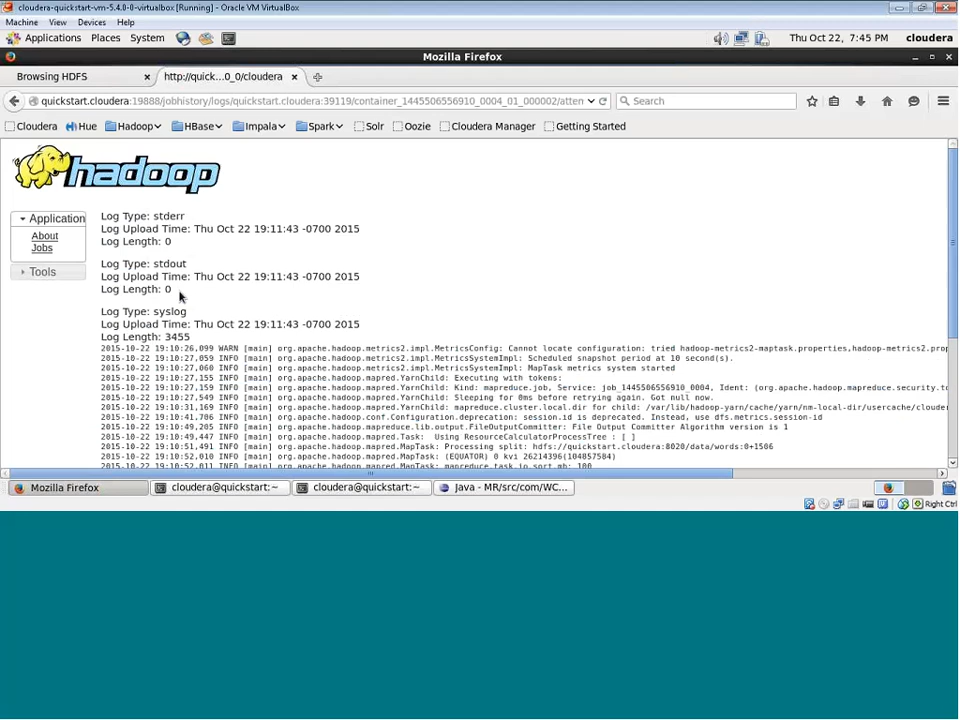 cloudera-quickstart-vm-5.4.0-0-virtualbox [Running] - Oracle VM VirtualBox
Machine View Devices Help
Applications Places System Thu Oct 22, 7:45 PM cloudera
Mozilla Firefox
Browsing HDFS http://quick...0_0/cloudera
quickstart.cloudera:19888/jobhistory/logs/quickstart.cloudera:39119/container_1445506556910_0004_01_000002/atten Search
Cloudera Hue Hadoop HBase Impala Spark Solr Oozie Cloudera Manager Getting Started
hadoop
Application
About
Jobs
Tools
Log Type: stderr
Log Upload Time: Thu Oct 22 19:11:43 -0700 2015
Log Length: 0
Log Type: stdout
Log Upload Time: Thu Oct 22 19:11:43 -0700 2015
Log Length: 0
Log Type: syslog
Log Upload Time: Thu Oct 22 19:11:43 -0700 2015
Log Length: 3455
2015-10-22 19:10:26,099 WARN [main] org.apache.hadoop.metrics2.impl.MetricsConfig: Cannot locate configuration: tried hadoop-metrics2-maptask.properties,hadoop-metrics2.prop
2015-10-22 19:10:27,059 INFO [main] org.apache.hadoop.metrics2.impl.MetricsSystemImpl: Scheduled snapshot period at 10 second(s).
2015-10-22 19:10:27,060 INFO [main] org.apache.hadoop.metrics2.impl.MetricsSystemImpl: MapTask metrics system started
2015-10-22 19:10:27,155 INFO [main] org.apache.hadoop.mapred.YarnChild: Executing with tokens:
2015-10-22 19:10:27,159 INFO [main] org.apache.hadoop.mapred.YarnChild: Kind: mapreduce.job, Service: job_1445506556910_0004, Ident: (org.apache.hadoop.mapreduce.security.to
2015-10-22 19:10:27,549 INFO [main] org.apache.hadoop.mapred.YarnChild: Sleeping for 0ms before retrying again. Got null now.
2015-10-22 19:10:31,169 INFO [main] org.apache.hadoop.mapred.YarnChild: mapreduce.cluster.local.dir for child: /var/lib/hadoop-yarn/cache/yarn/nm-local-dir/usercache/clouder
2015-10-22 19:10:41,706 INFO [main] org.apache.hadoop.conf.Configuration.deprecation: session.id is deprecated. Instead, use dfs.metrics.session-id
2015-10-22 19:10:49,205 INFO [main] org.apache.hadoop.mapreduce.lib.output.FileOutputCommitter: File Output Committer Algorithm version is 1
2015-10-22 19:10:49,447 INFO [main] org.apache.hadoop.mapred.Task: Using ResourceCalculatorProcessTree : [ ]
2015-10-22 19:10:51,491 INFO [main] org.apache.hadoop.mapred.MapTask: Processing split: hdfs://quickstart.cloudera:8020/data/words:0+1506
2015-10-22 19:10:52,010 INFO [main] org.apache.hadoop.mapred.MapTask: (EQUATOR) 0 kvi 26214396(104857584)
2015-10-22 19:10:52,011 INFO [main] org.apache.hadoop.mapred.MapTask: mapreduce.task.io.sort.mb: 100
Mozilla Firefox cloudera@quickstart:~ cloudera@quickstart:~ Java - MR/src/com/WC...
Right Ctrl